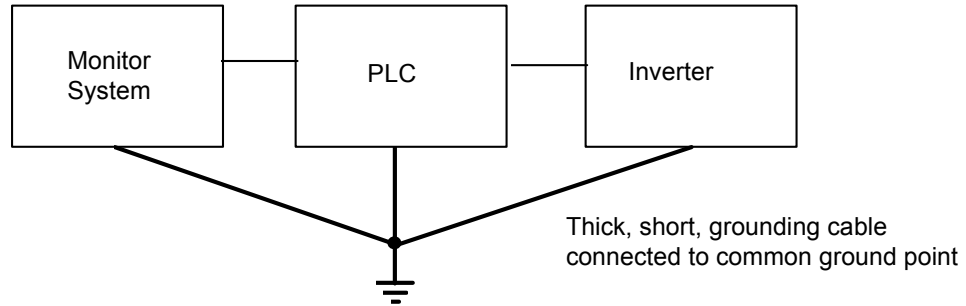 Monitor
System
PLC
Inverter
Thick, short, grounding cable
connected to common ground point